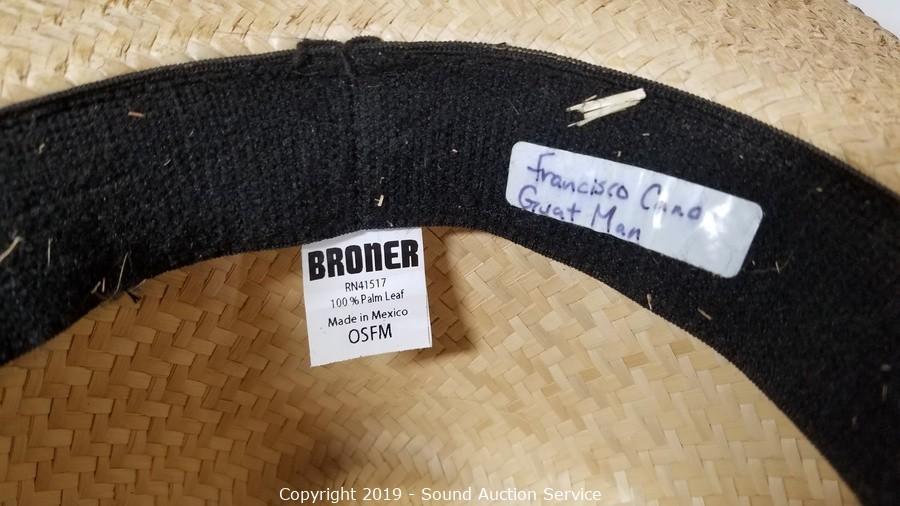 Francisco Cano
Guat Man
BRONER
RN41517
100 % Palm Leaf
Made in Mexico
OSFM
Copyright 2019 - Sound Auction Service